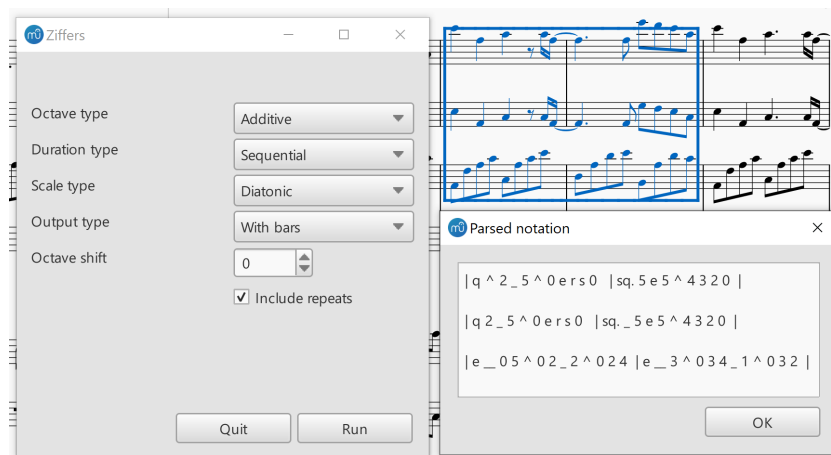 Ziffers
Octave type
Additive
Duration type
Sequential
Scale type
Diatonic
Output type
With bars
Octave shift
0
Include repeats
Quit
Run
Parsed notation
| q ^ 2 _ 5 ^ 0 e r s 0 | s q. 5 e 5 ^ 4 3 2 0 |
| q 2 _ 5 ^ 0 e r s 0 | s q. _ 5 e 5 ^ 4 3 2 0 |
| e _ _ 0 5 ^ 0 2 _ 2 ^ 0 2 4 | e _ _ 3 ^ 0 3 4 _ 1 ^ 0 3 2 |
OK